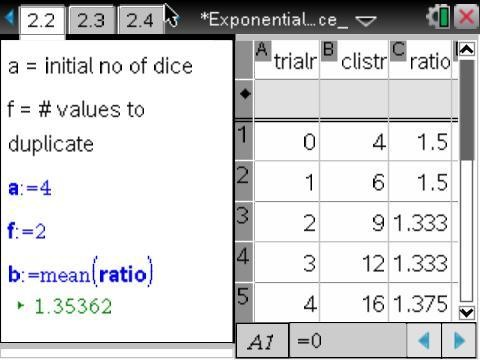 2.2 2.3 2.4 *Exponential...ce_
a = initial no of dice
f = # values to
duplicate
a:=4
f:=2
b:=mean(ratio)
▸ 1.35362
A trialr B clistr C ratio
◆
1 0 4 1.5
2 1 6 1.5
3 2 9 1.333
4 3 12 1.333
5 4 16 1.375
A1 =0